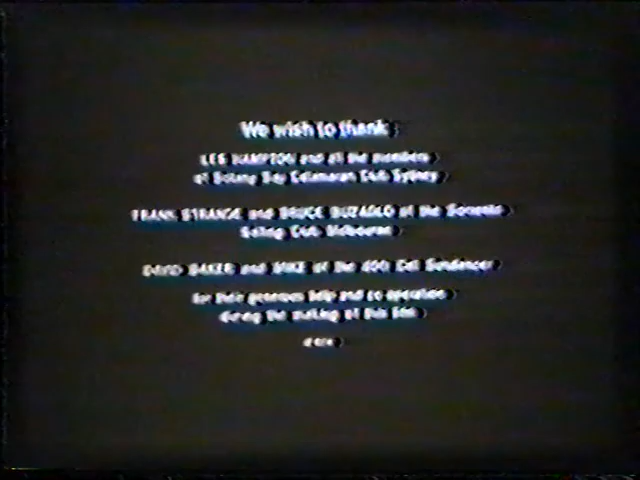 We wish to thank
LES HAMPTON and all the members
of Botany Bay Catamaran Club Sydney
FRANK STRANGE and BRUCE BUZAGLO of the Sorrento
Sailing Club Melbourne
DAVID BAKER and MIKE of the Cat Sundancer
for their generous help and co operation
during the making of this film